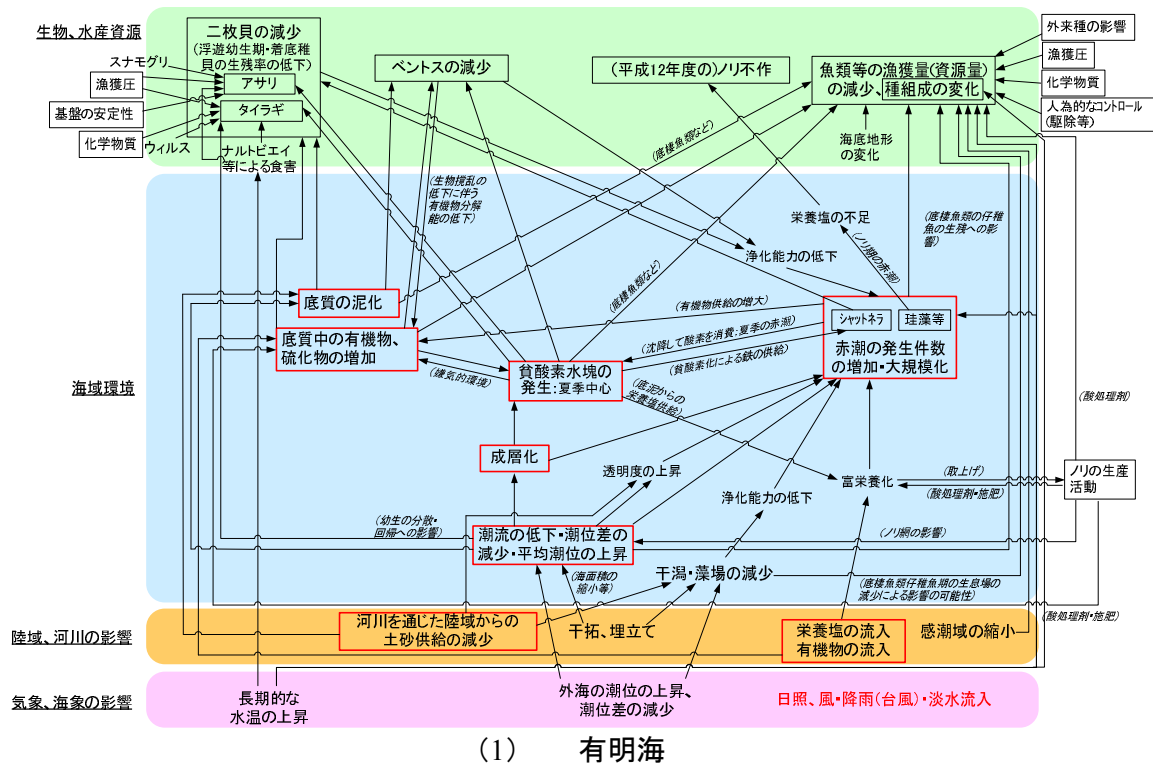 生物、水産資源
二枚貝の減少
(浮遊幼生期・着底稚
貝の生残率の低下)
スナモグリ
アサリ
漁獲圧
タイラギ
基盤の安定性
化学物質
ウィルス
ナルトビエイ
等による食害
ベントスの減少
(平成12年度の)ノリ不作
魚類等の漁獲量(資源量)
の減少、種組成の変化
外来種の影響
漁獲圧
化学物質
人為的なコントロール
(駆除等)
海底地形
の変化
(底棲魚類など)
海域環境
(生物撹乱の
低下に伴う
有機物分解
能の低下)
栄養塩の不足
(ノリ期の赤潮)
(底棲魚類の仔稚
魚の生残への影
響)
浄化能力の低下
底質の泥化
(底棲魚類など)
(有機物供給の増大)
シャットネラ
珪藻等
赤潮の発生件数
の増加・大規模化
底質中の有機物、
硫化物の増加
(沈降して酸素を消費:夏季の赤潮)
(貧酸素化による鉄の供給)
(嫌気的環境)
貧酸素水塊の
発生:夏季中心
(底泥からの
栄養塩供給)
(酸処理剤)
成層化
透明度の上昇
富栄養化
(取上げ)
(酸処理剤・施肥)
ノリの生産
活動
浄化能力の低下
(幼生の分散・
回帰への影響)
潮流の低下・潮位差の
減少・平均潮位の上昇
(ノリ網の影響)
(海面積の
縮小等)
干潟・藻場の減少
(底棲魚類仔稚魚期の生息場の
減少による影響の可能性)
(酸処理剤・施肥)
陸域、河川の影響
河川を通じた陸域からの
土砂供給の減少
干拓、埋立て
栄養塩の流入
有機物の流入
感潮域の縮小
気象、海象の影響
長期的な
水温の上昇
外海の潮位の上昇、
潮位差の減少
日照、風・降雨(台風)・淡水流入
(1) 有明海